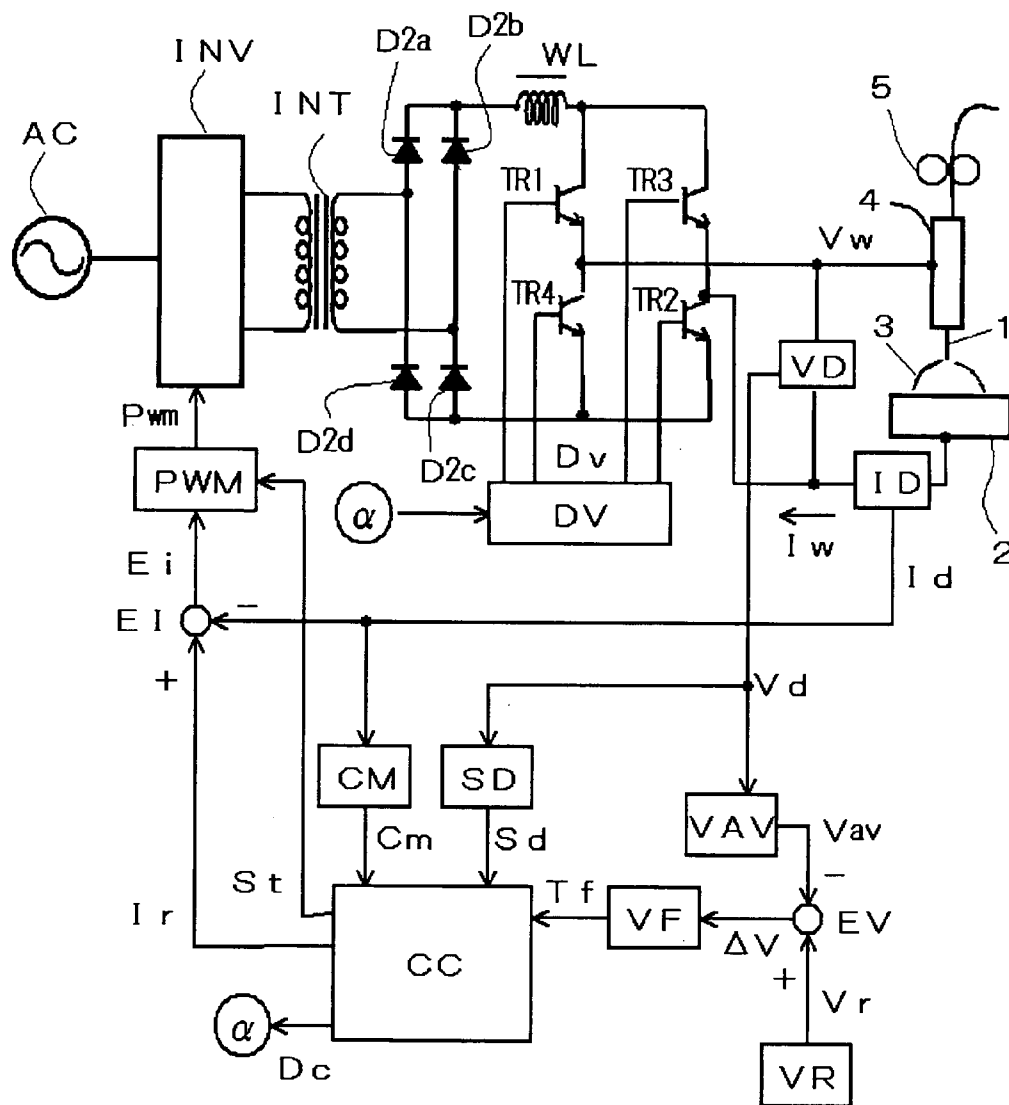 D2a
D2b
INV
WL
INT
5
AC
TR1
TR3
4
Vw
TR4
TR2
1
3
VD
Pwm
D2d
D2c
Dv
PWM
α
DV
ID
Iw
2
Ei
Id
EI
−
+
Vd
CM
SD
VAV
Vav
Cm
Sd
−
St
Tf
VF
EV
Ir
ΔV
CC
+
Vr
α
Dc
VR